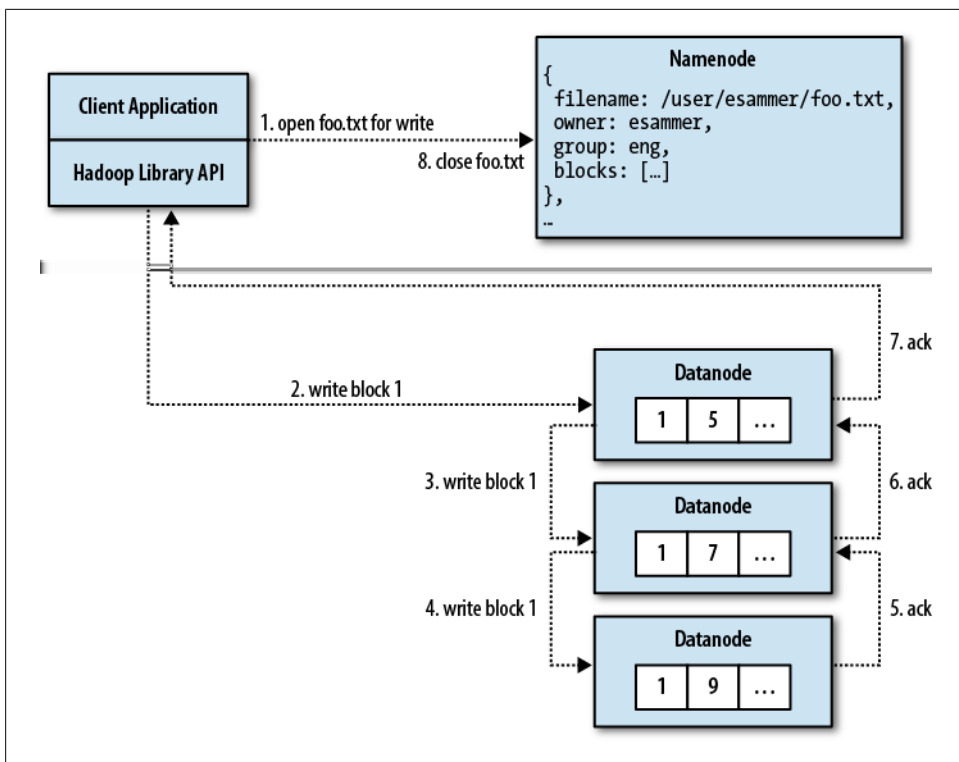 Client Application
Hadoop Library API
1. open foo.txt for write
8. close foo.txt
Namenode
{
filename: /user/esammer/foo.txt,
owner: esammer,
group: eng,
blocks: […]
},
…
2. write block 1
7. ack
Datanode
1 5 …
3. write block 1
6. ack
Datanode
1 7 …
4. write block 1
5. ack
Datanode
1 9 …